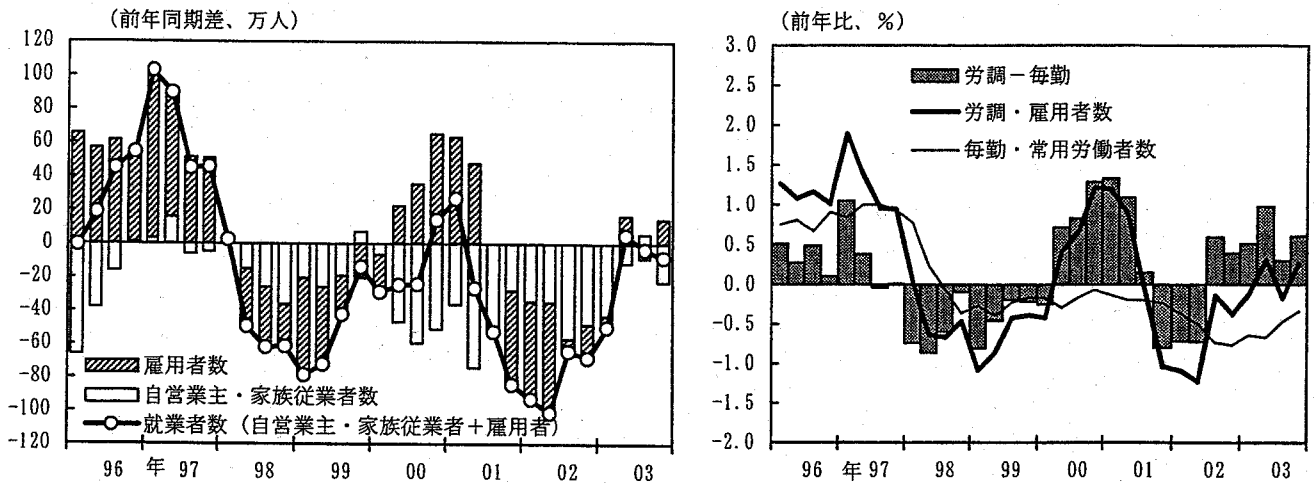 (前年同期差、万人)
120
100
80
60
40
20
0
-20
-40
-60
-80
-100
-120
雇用者数
自営業主・家族従業者数
就業者数(自営業主・家族従業者+雇用者)
96 年 97 98 99 00 01 02 03
(前年比、%)
3.0
2.5
2.0
1.5
1.0
0.5
0.0
-0.5
-1.0
-1.5
-2.0
労調-毎勤
労調・雇用者数
毎勤・常用労働者数
96 年 97 98 99 00 01 02 03